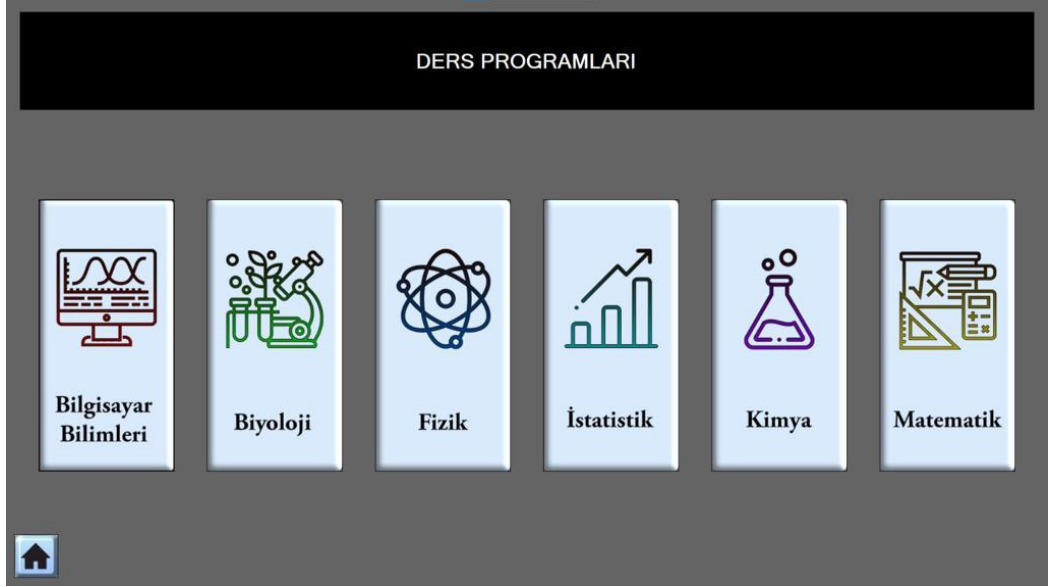 DERS PROGRAMLARI
Bilgisayar
Bilimleri
Biyoloji
Fizik
İstatistik
Kimya
Matematik